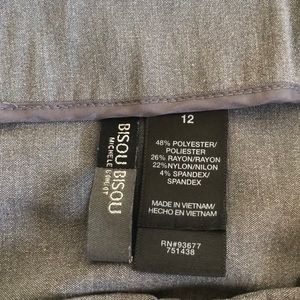 BISOU BISOU
MICHELE BOHBOT
12
48% POLYESTER/
POLIESTER
26% RAYON/RAYON
22%NYLON/NILON
4% SPANDEX/
SPANDEX
MADE IN VIETNAM/
HECHO EN VIETNAM
RN#93677
751438